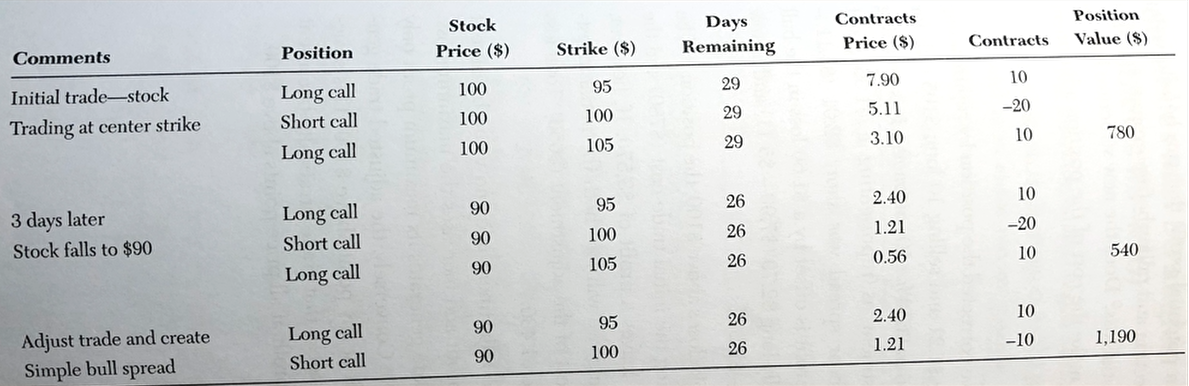 Comments Position Stock Price ($) Strike ($) Days Remaining Contracts Price ($) Contracts Position Value ($)
Initial trade—stock Long call 100 95 29 7.90 10
Trading at center strike Short call 100 100 29 5.11 –20
Long call 100 105 29 3.10 10 780
3 days later Long call 90 95 26 2.40 10
Stock falls to $90 Short call 90 100 26 1.21 –20
Long call 90 105 26 0.56 10 540
Adjust trade and create Long call 90 95 26 2.40 10
Simple bull spread Short call 90 100 26 1.21 –10 1,190